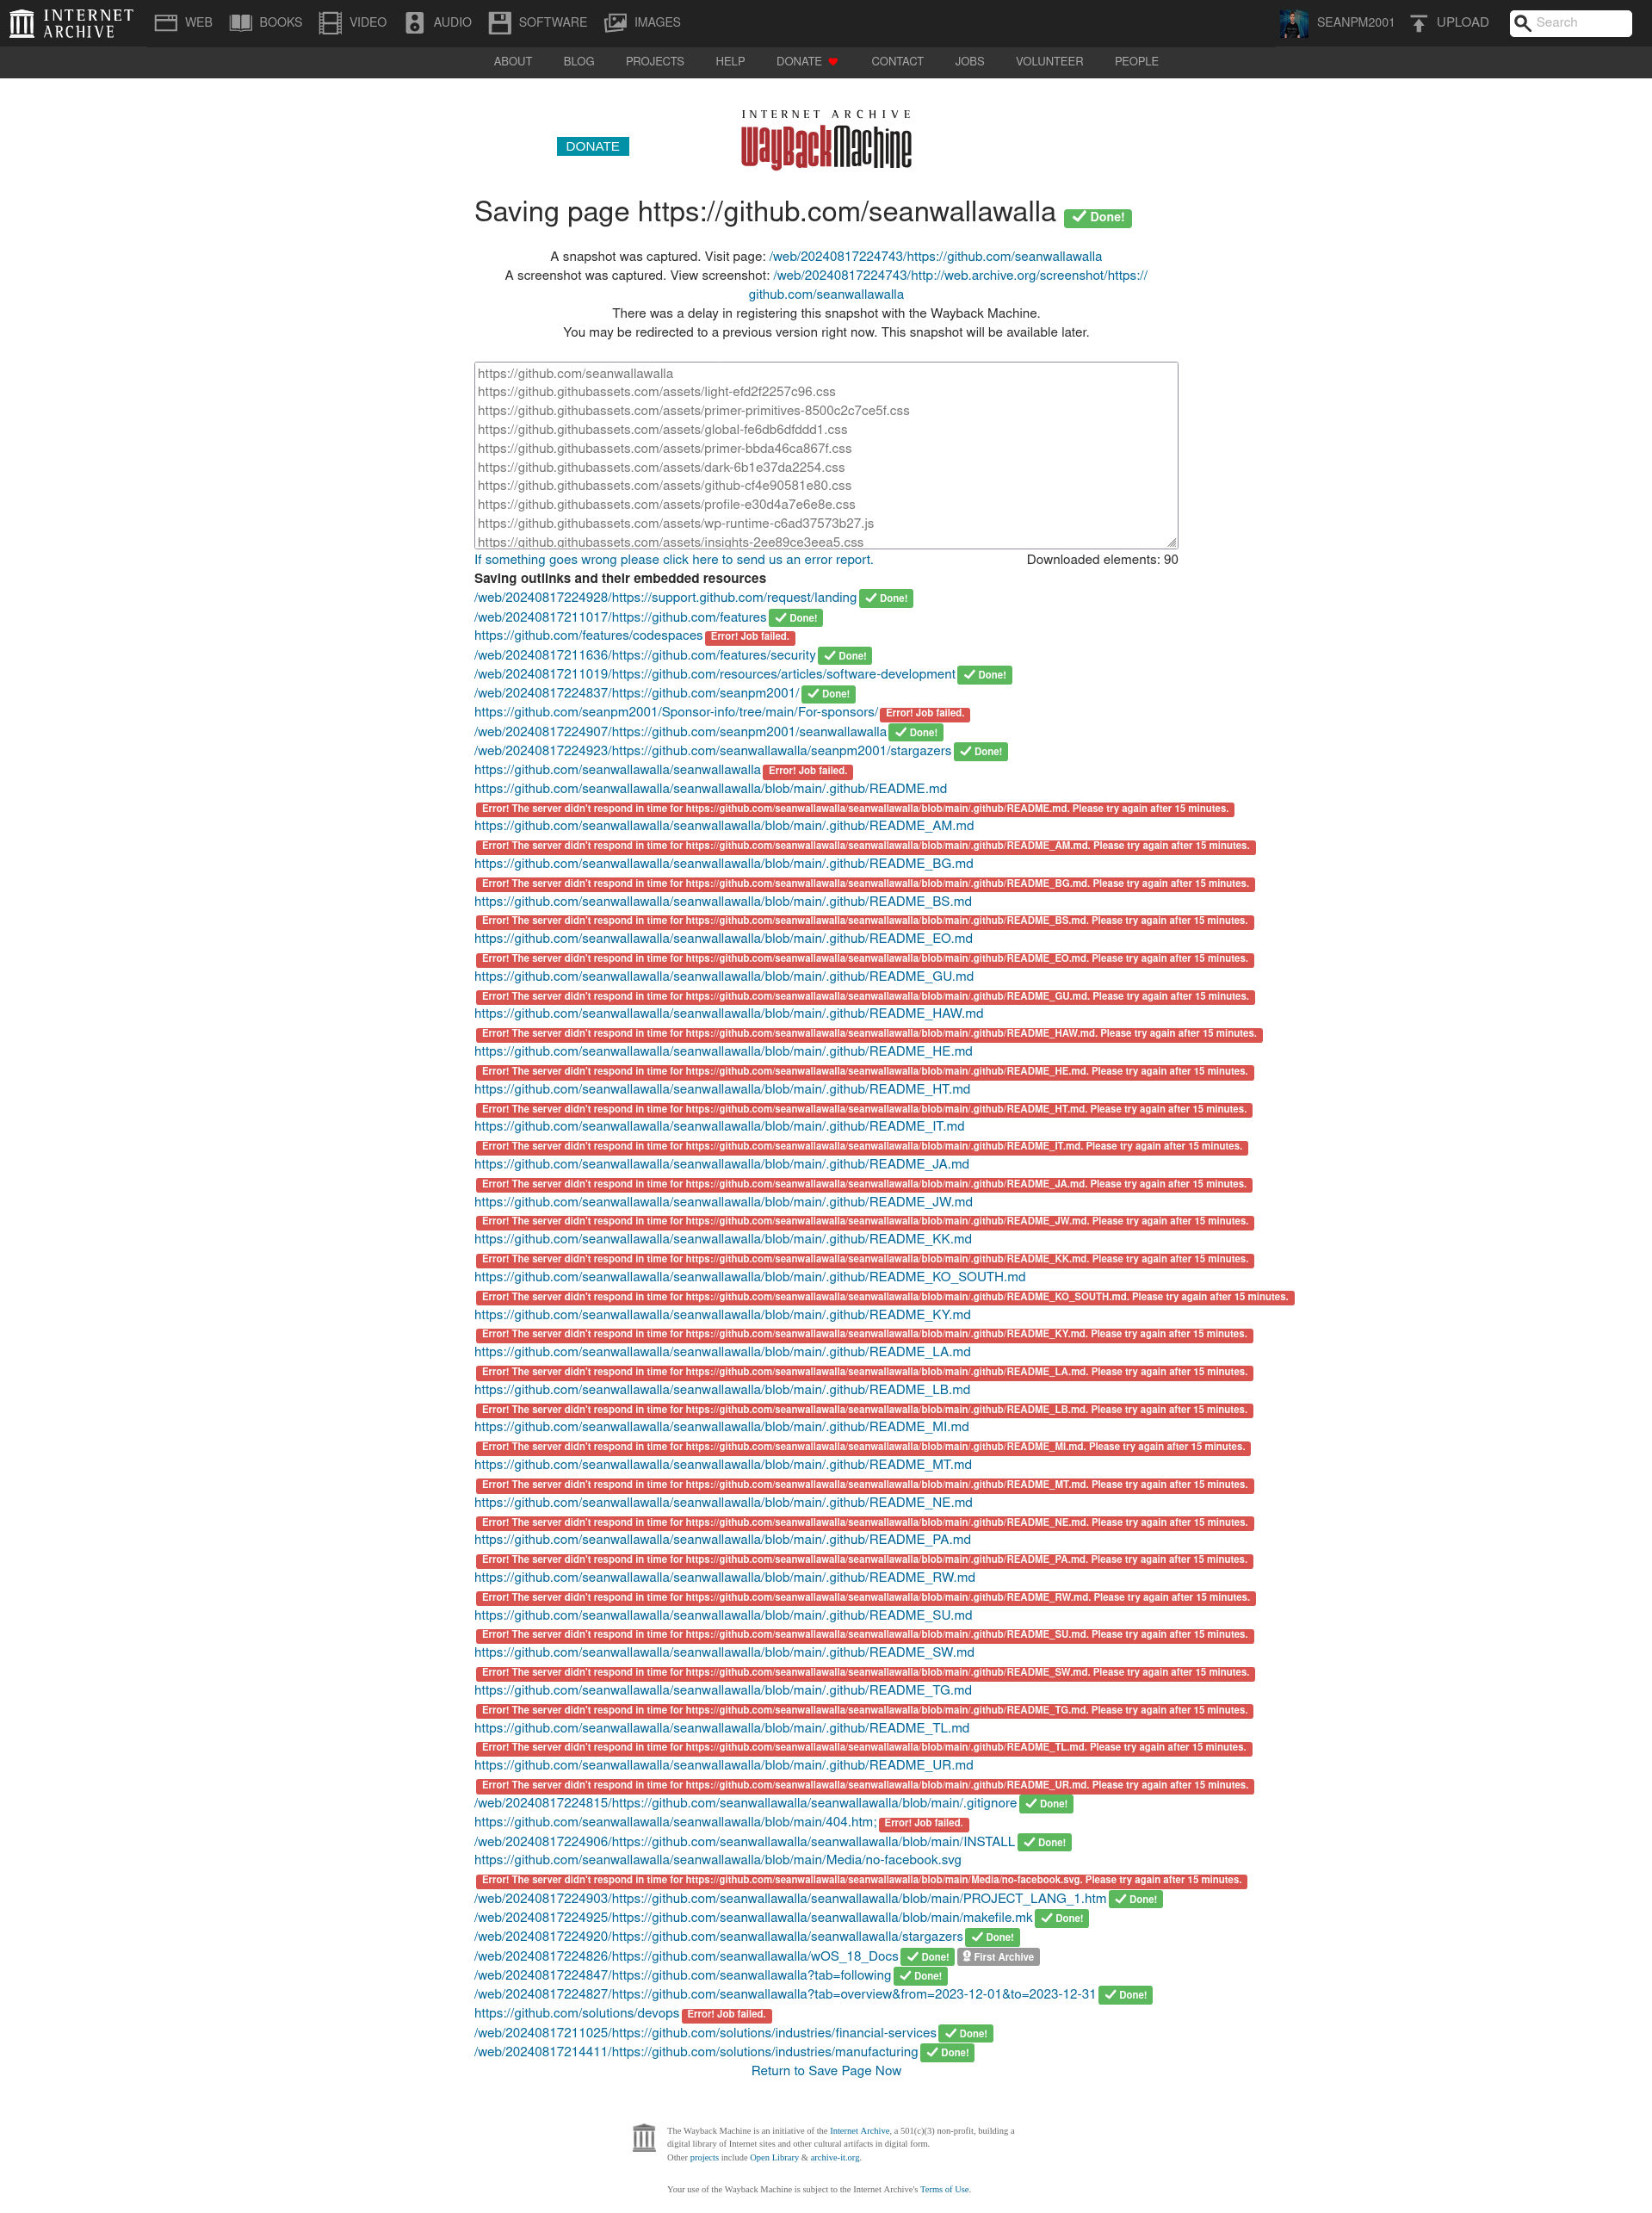 INTERNET ARCHIVE
WEB BOOKS VIDEO AUDIO SOFTWARE IMAGES SEANPM2001 UPLOAD Search
ABOUT BLOG PROJECTS HELP DONATE CONTACT JOBS VOLUNTEER PEOPLE
INTERNET ARCHIVE
DONATE WayBackMachine
Saving page https://github.com/seanwallawalla Done!
A snapshot was captured. Visit page: /web/20240817224743/https://github.com/seanwallawalla
A screenshot was captured. View screenshot: /web/20240817224743/http://web.archive.org/screenshot/https://
github.com/seanwallawalla
There was a delay in registering this snapshot with the Wayback Machine.
You may be redirected to a previous version right now. This snapshot will be available later.
https://github.com/seanwallawalla
https://github.githubassets.com/assets/light-efd2f2257c96.css
https://github.githubassets.com/assets/primer-primitives-8500c2c7ce5f.css
https://github.githubassets.com/assets/global-fe6db6dfddd1.css
https://github.githubassets.com/assets/primer-bbda46ca867f.css
https://github.githubassets.com/assets/dark-6b1e37da2254.css
https://github.githubassets.com/assets/github-cf4e90581e80.css
https://github.githubassets.com/assets/profile-e30d4a7e6e8e.css
https://github.githubassets.com/assets/wp-runtime-c6ad37573b27.js
https://github.githubassets.com/assets/insights-2ee89ce3eea5.css
If something goes wrong please click here to send us an error report. Downloaded elements: 90
Saving outlinks and their embedded resources
/web/20240817224928/https://support.github.com/request/landing Done!
/web/20240817211017/https://github.com/features Done!
https://github.com/features/codespaces Error! Job failed.
/web/20240817211636/https://github.com/features/security Done!
/web/20240817211019/https://github.com/resources/articles/software-development Done!
/web/20240817224837/https://github.com/seanpm2001/ Done!
https://github.com/seanpm2001/Sponsor-info/tree/main/For-sponsors/ Error! Job failed.
/web/20240817224907/https://github.com/seanpm2001/seanwallawalla Done!
/web/20240817224923/https://github.com/seanwallawalla/seanpm2001/stargazers Done!
https://github.com/seanwallawalla/seanwallawalla Error! Job failed.
https://github.com/seanwallawalla/seanwallawalla/blob/main/.github/README.md
Error! The server didn't respond in time for https://github.com/seanwallawalla/seanwallawalla/blob/main/.github/README.md. Please try again after 15 minutes.
https://github.com/seanwallawalla/seanwallawalla/blob/main/.github/README_AM.md
Error! The server didn't respond in time for https://github.com/seanwallawalla/seanwallawalla/blob/main/.github/README_AM.md. Please try again after 15 minutes.
https://github.com/seanwallawalla/seanwallawalla/blob/main/.github/README_BG.md
Error! The server didn't respond in time for https://github.com/seanwallawalla/seanwallawalla/blob/main/.github/README_BG.md. Please try again after 15 minutes.
https://github.com/seanwallawalla/seanwallawalla/blob/main/.github/README_BS.md
Error! The server didn't respond in time for https://github.com/seanwallawalla/seanwallawalla/blob/main/.github/README_BS.md. Please try again after 15 minutes.
https://github.com/seanwallawalla/seanwallawalla/blob/main/.github/README_EO.md
Error! The server didn't respond in time for https://github.com/seanwallawalla/seanwallawalla/blob/main/.github/README_EO.md. Please try again after 15 minutes.
https://github.com/seanwallawalla/seanwallawalla/blob/main/.github/README_GU.md
Error! The server didn't respond in time for https://github.com/seanwallawalla/seanwallawalla/blob/main/.github/README_GU.md. Please try again after 15 minutes.
https://github.com/seanwallawalla/seanwallawalla/blob/main/.github/README_HAW.md
Error! The server didn't respond in time for https://github.com/seanwallawalla/seanwallawalla/blob/main/.github/README_HAW.md. Please try again after 15 minutes.
https://github.com/seanwallawalla/seanwallawalla/blob/main/.github/README_HE.md
Error! The server didn't respond in time for https://github.com/seanwallawalla/seanwallawalla/blob/main/.github/README_HE.md. Please try again after 15 minutes.
https://github.com/seanwallawalla/seanwallawalla/blob/main/.github/README_HT.md
Error! The server didn't respond in time for https://github.com/seanwallawalla/seanwallawalla/blob/main/.github/README_HT.md. Please try again after 15 minutes.
https://github.com/seanwallawalla/seanwallawalla/blob/main/.github/README_IT.md
Error! The server didn't respond in time for https://github.com/seanwallawalla/seanwallawalla/blob/main/.github/README_IT.md. Please try again after 15 minutes.
https://github.com/seanwallawalla/seanwallawalla/blob/main/.github/README_JA.md
Error! The server didn't respond in time for https://github.com/seanwallawalla/seanwallawalla/blob/main/.github/README_JA.md. Please try again after 15 minutes.
https://github.com/seanwallawalla/seanwallawalla/blob/main/.github/README_JW.md
Error! The server didn't respond in time for https://github.com/seanwallawalla/seanwallawalla/blob/main/.github/README_JW.md. Please try again after 15 minutes.
https://github.com/seanwallawalla/seanwallawalla/blob/main/.github/README_KK.md
Error! The server didn't respond in time for https://github.com/seanwallawalla/seanwallawalla/blob/main/.github/README_KK.md. Please try again after 15 minutes.
https://github.com/seanwallawalla/seanwallawalla/blob/main/.github/README_KO_SOUTH.md
Error! The server didn't respond in time for https://github.com/seanwallawalla/seanwallawalla/blob/main/.github/README_KO_SOUTH.md. Please try again after 15 minutes.
https://github.com/seanwallawalla/seanwallawalla/blob/main/.github/README_KY.md
Error! The server didn't respond in time for https://github.com/seanwallawalla/seanwallawalla/blob/main/.github/README_KY.md. Please try again after 15 minutes.
https://github.com/seanwallawalla/seanwallawalla/blob/main/.github/README_LA.md
Error! The server didn't respond in time for https://github.com/seanwallawalla/seanwallawalla/blob/main/.github/README_LA.md. Please try again after 15 minutes.
https://github.com/seanwallawalla/seanwallawalla/blob/main/.github/README_LB.md
Error! The server didn't respond in time for https://github.com/seanwallawalla/seanwallawalla/blob/main/.github/README_LB.md. Please try again after 15 minutes.
https://github.com/seanwallawalla/seanwallawalla/blob/main/.github/README_MI.md
Error! The server didn't respond in time for https://github.com/seanwallawalla/seanwallawalla/blob/main/.github/README_MI.md. Please try again after 15 minutes.
https://github.com/seanwallawalla/seanwallawalla/blob/main/.github/README_MT.md
Error! The server didn't respond in time for https://github.com/seanwallawalla/seanwallawalla/blob/main/.github/README_MT.md. Please try again after 15 minutes.
https://github.com/seanwallawalla/seanwallawalla/blob/main/.github/README_NE.md
Error! The server didn't respond in time for https://github.com/seanwallawalla/seanwallawalla/blob/main/.github/README_NE.md. Please try again after 15 minutes.
https://github.com/seanwallawalla/seanwallawalla/blob/main/.github/README_PA.md
Error! The server didn't respond in time for https://github.com/seanwallawalla/seanwallawalla/blob/main/.github/README_PA.md. Please try again after 15 minutes.
https://github.com/seanwallawalla/seanwallawalla/blob/main/.github/README_RW.md
Error! The server didn't respond in time for https://github.com/seanwallawalla/seanwallawalla/blob/main/.github/README_RW.md. Please try again after 15 minutes.
https://github.com/seanwallawalla/seanwallawalla/blob/main/.github/README_SU.md
Error! The server didn't respond in time for https://github.com/seanwallawalla/seanwallawalla/blob/main/.github/README_SU.md. Please try again after 15 minutes.
https://github.com/seanwallawalla/seanwallawalla/blob/main/.github/README_SW.md
Error! The server didn't respond in time for https://github.com/seanwallawalla/seanwallawalla/blob/main/.github/README_SW.md. Please try again after 15 minutes.
https://github.com/seanwallawalla/seanwallawalla/blob/main/.github/README_TG.md
Error! The server didn't respond in time for https://github.com/seanwallawalla/seanwallawalla/blob/main/.github/README_TG.md. Please try again after 15 minutes.
https://github.com/seanwallawalla/seanwallawalla/blob/main/.github/README_TL.md
Error! The server didn't respond in time for https://github.com/seanwallawalla/seanwallawalla/blob/main/.github/README_TL.md. Please try again after 15 minutes.
https://github.com/seanwallawalla/seanwallawalla/blob/main/.github/README_UR.md
Error! The server didn't respond in time for https://github.com/seanwallawalla/seanwallawalla/blob/main/.github/README_UR.md. Please try again after 15 minutes.
/web/20240817224815/https://github.com/seanwallawalla/seanwallawalla/blob/main/.gitignore Done!
https://github.com/seanwallawalla/seanwallawalla/blob/main/404.htm; Error! Job failed.
/web/20240817224906/https://github.com/seanwallawalla/seanwallawalla/blob/main/INSTALL Done!
https://github.com/seanwallawalla/seanwallawalla/blob/main/Media/no-facebook.svg
Error! The server didn't respond in time for https://github.com/seanwallawalla/seanwallawalla/blob/main/Media/no-facebook.svg. Please try again after 15 minutes.
/web/20240817224903/https://github.com/seanwallawalla/seanwallawalla/blob/main/PROJECT_LANG_1.htm Done!
/web/20240817224925/https://github.com/seanwallawalla/seanwallawalla/blob/main/makefile.mk Done!
/web/20240817224920/https://github.com/seanwallawalla/seanwallawalla/stargazers Done!
/web/20240817224826/https://github.com/seanwallawalla/wOS_18_Docs Done! First Archive
/web/20240817224847/https://github.com/seanwallawalla?tab=following Done!
/web/20240817224827/https://github.com/seanwallawalla?tab=overview&from=2023-12-01&to=2023-12-31 Done!
https://github.com/solutions/devops Error! Job failed.
/web/20240817211025/https://github.com/solutions/industries/financial-services Done!
/web/20240817214411/https://github.com/solutions/industries/manufacturing Done!
Return to Save Page Now
The Wayback Machine is an initiative of the Internet Archive, a 501(c)(3) non-profit, building a
digital library of Internet sites and other cultural artifacts in digital form.
Other projects include Open Library & archive-it.org.
Your use of the Wayback Machine is subject to the Internet Archive's Terms of Use.